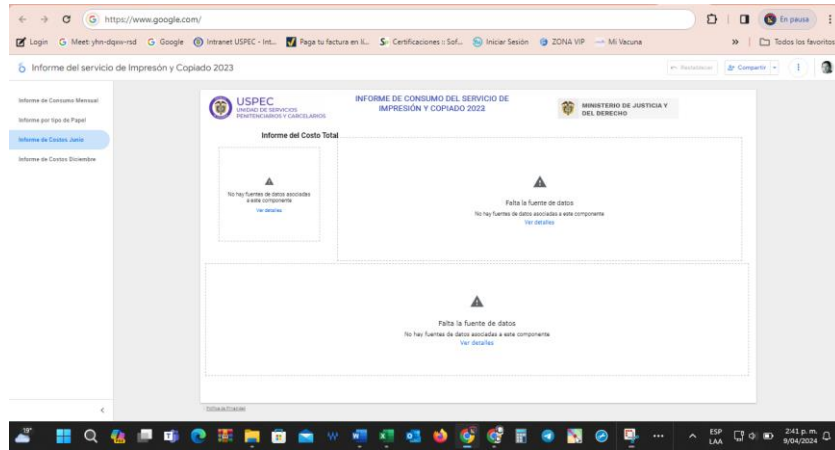 https://www.google.com/
En pausa
Login
Meet: yhn-dqww-rsd
Google
Intranet USPEC - Int...
Paga tu factura en lí...
Certificaciones :: Sof...
Iniciar Sesión
ZONA VIP
Mi Vacuna
»
Todos los favoritos
Informe del servicio de Impresón y Copiado 2023
Restablecer
Compartir
Informe de Consumo Mensual
Informe por tipo de Papel
Informe de Costos Junio
Informe de Costos Diciembre
USPEC
UNIDAD DE SERVICIOS
PENITENCIARIOS Y CARCELARIOS
INFORME DE CONSUMO DEL SERVICIO DE
IMPRESIÓN Y COPIADO 2022
MINISTERIO DE JUSTICIA Y
DEL DERECHO
Informe del Costo Total
No hay fuentes de datos asociadas
a este componente
Ver detalles
Falta la fuente de datos
No hay fuentes de datos asociadas a este componente
Ver detalles
Falta la fuente de datos
No hay fuentes de datos asociadas a este componente
Ver detalles
19°
ESP
LAA
2:41 p. m.
9/04/2024